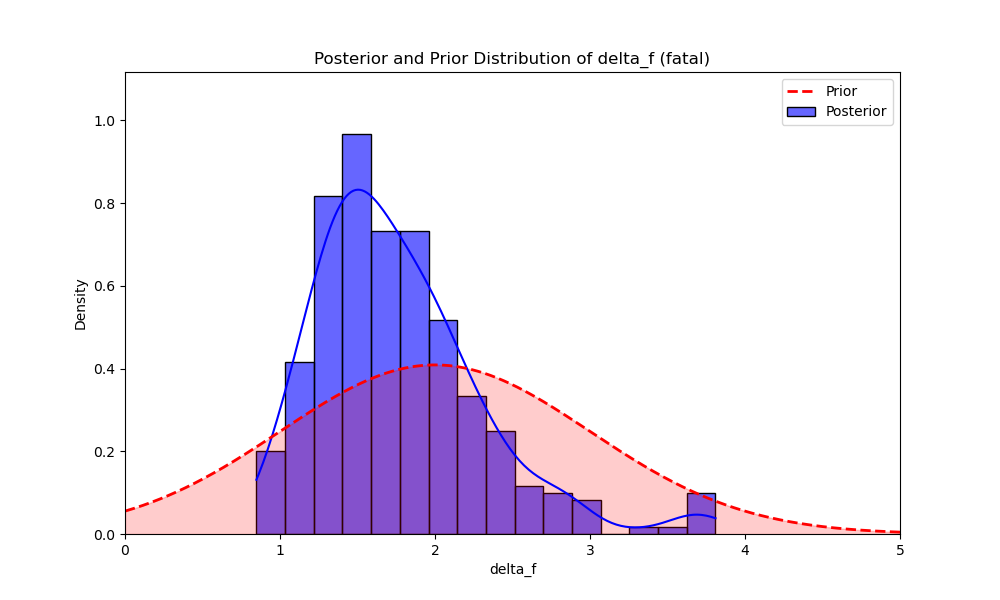 Posterior and Prior Distribution of delta_f (fatal)
Prior
Posterior
Density
1.0
0.8
0.6
0.4
0.2
0.0
0 1 2 3 4 5
delta_f